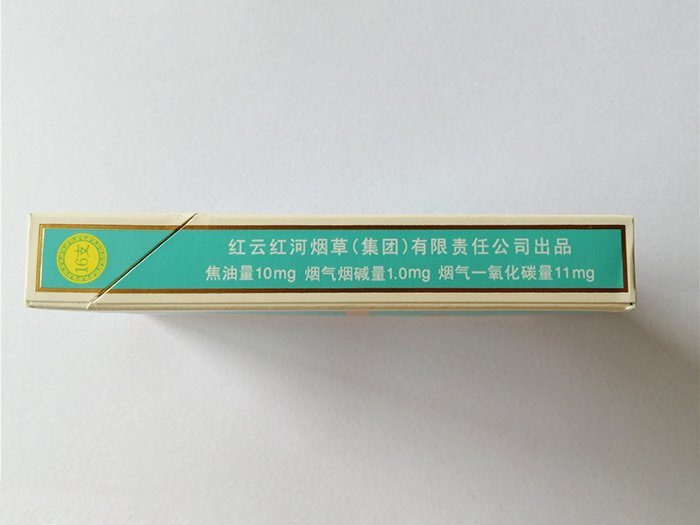 16支
红云红河烟草(集团)有限责任公司出品
焦油量10mg 烟气烟碱量1.0mg 烟气一氧化碳量11mg